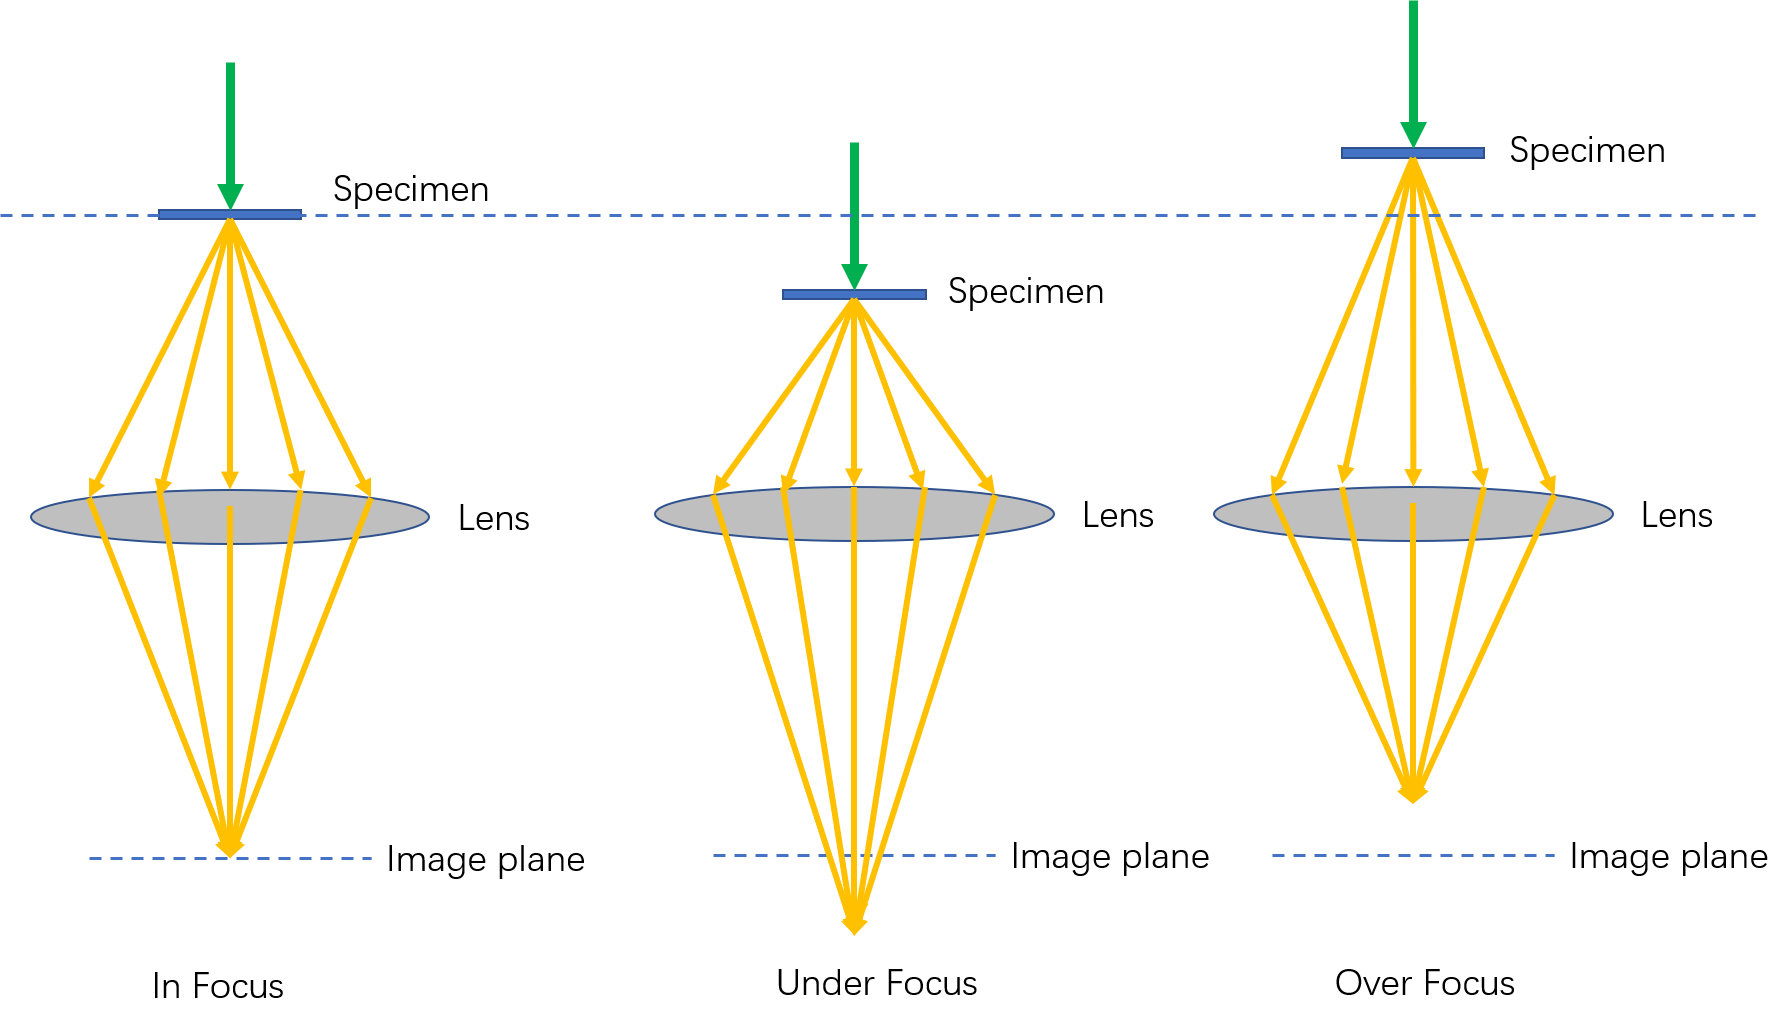 Specimen
Lens
Image plane
In Focus
Specimen
Lens
Image plane
Under Focus
Specimen
Lens
Image plane
Over Focus